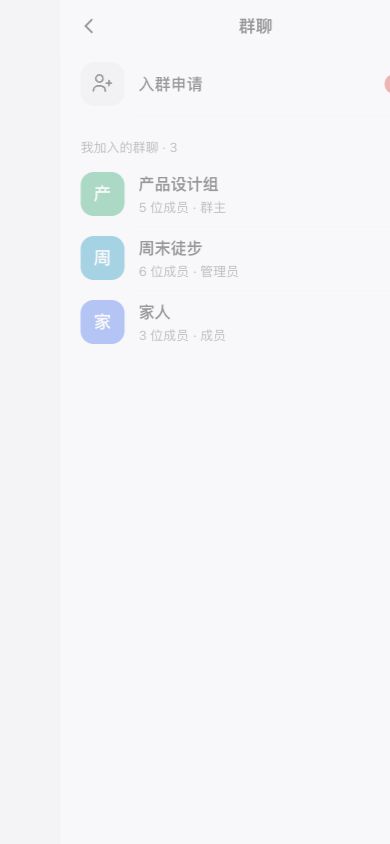 群聊
入群申请
我加入的群聊 · 3
产
产品设计组
5 位成员 · 群主
周
周末徒步
6 位成员 · 管理员
家
家人
3 位成员 · 成员